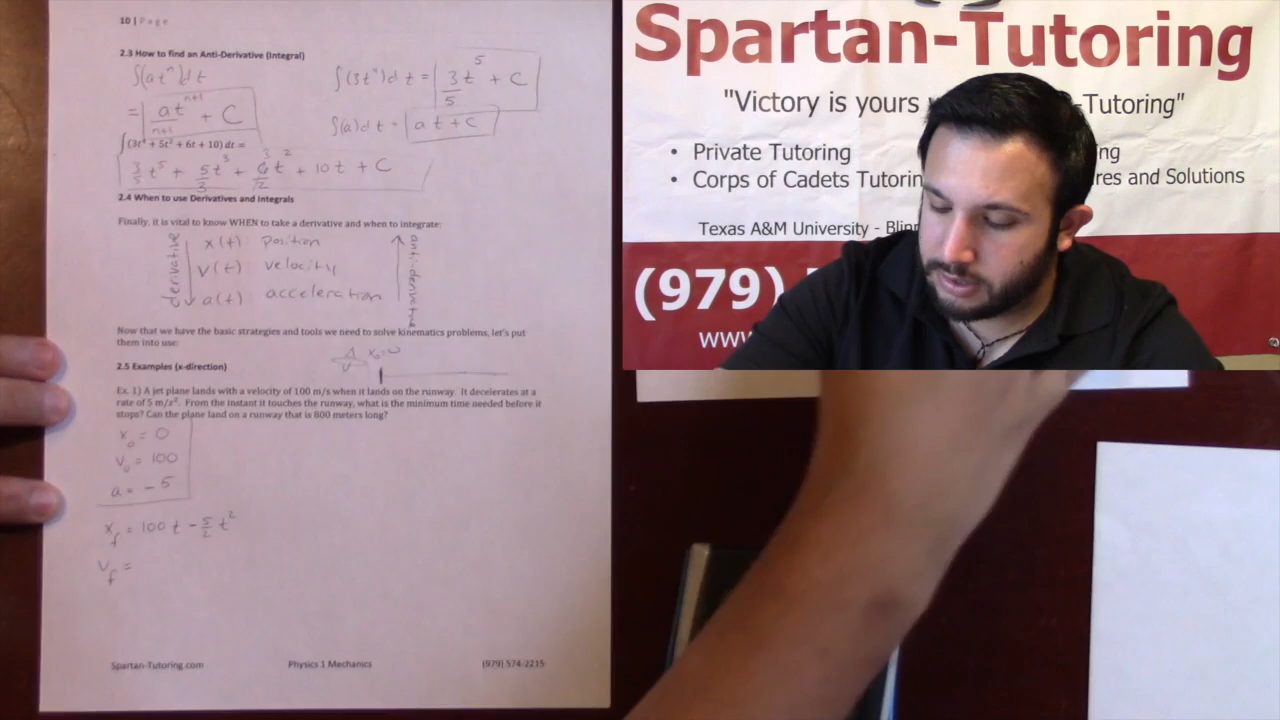 10 | Page
2.3 How to find an Anti-Derivative (Integral)
∫(at^n)dt
= at^(n+1)/(n+1) + C
∫(3t^4)dt = 3t^5/5 + C
∫(a)dt = at + C
∫(3t⁴ + 5t² + 6t + 10) dt =
3/5 t^5 + 5/3 t^3 + 6/2 t^2 + 10t + C
3
2.4 When to use Derivatives and Integrals
Finally, it is vital to know WHEN to take a derivative and when to integrate:
derivative
x(t) position
v(t) velocity
a(t) acceleration
anti-derivative
Now that we have the basic strategies and tools we need to solve kinematics problems, let's put
them into use:
2.5 Examples (x-direction)
x₀=0
Ex. 1) A jet plane lands with a velocity of 100 m/s when it lands on the runway. It decelerates at a
rate of 5 m/s². From the instant it touches the runway, what is the minimum time needed before it
stops? Can the plane land on a runway that is 800 meters long?
x₀ = 0
v₀ = 100
a = -5
x_f = 100t - 5/2 t²
v_f =
Spartan-Tutoring.com Physics 1 Mechanics (979) 574-2215
Spartan-Tutoring
"Victory is yours -Tutoring"
• Private Tutoring
• Corps of Cadets Tutorin res and Solutions
Texas A&M University - Blin
(979)
www.